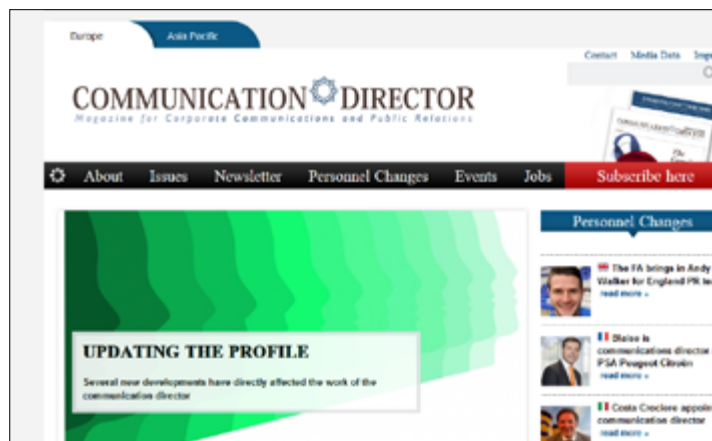 Europe
Asia Pacific
Contact Media Data
COMMUNICATION DIRECTOR
Magazine for Corporate Communications and Public Relations
About Issues Newsletter Personnel Changes Events Jobs Subscribe here
Personnel Changes
The FA brings in Andy
Walker for England PR
read more »
UPDATING THE PROFILE
Several new developments have directly affected the work of the
communication director
Blaise is
communications director
PSA Peugeot Citroën
read more »
Costa Crociere
communication director
read more »